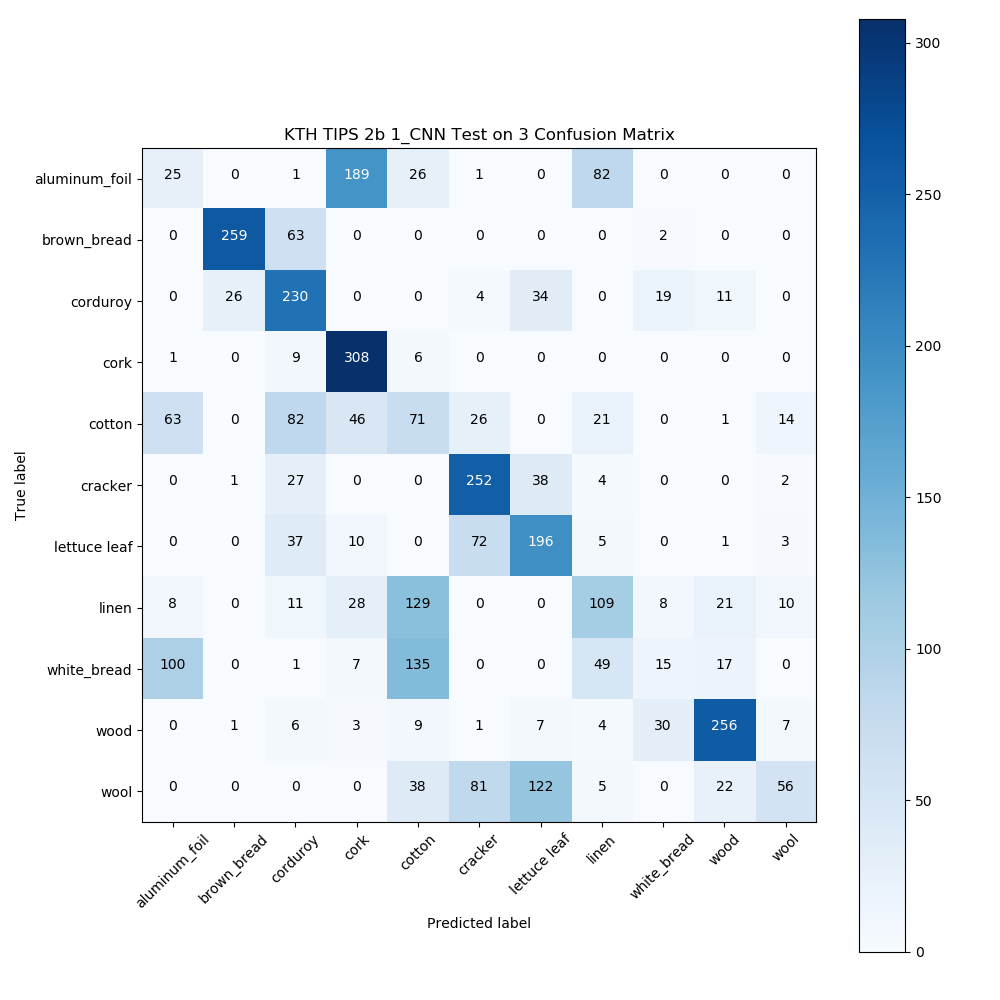 KTH TIPS 2b 1_CNN Test on 3 Confusion Matrix
aluminum_foil 25 0 1 189 26 1 0 82 0 0 0
brown_bread 0 259 63 0 0 0 0 0 2 0 0
corduroy 0 26 230 0 0 4 34 0 19 11 0
cork 1 0 9 308 6 0 0 0 0 0 0
cotton 63 0 82 46 71 26 0 21 0 1 14
cracker 0 1 27 0 0 252 38 4 0 0 2
lettuce leaf 0 0 37 10 0 72 196 5 0 1 3
linen 8 0 11 28 129 0 0 109 8 21 10
white_bread 100 0 1 7 135 0 0 49 15 17 0
wood 0 1 6 3 9 1 7 4 30 256 7
wool 0 0 0 0 38 81 122 5 0 22 56
True label
aluminum_foil brown_bread corduroy cork cotton cracker lettuce leaf linen white_bread wood wool
Predicted label
300
250
200
150
100
50
0